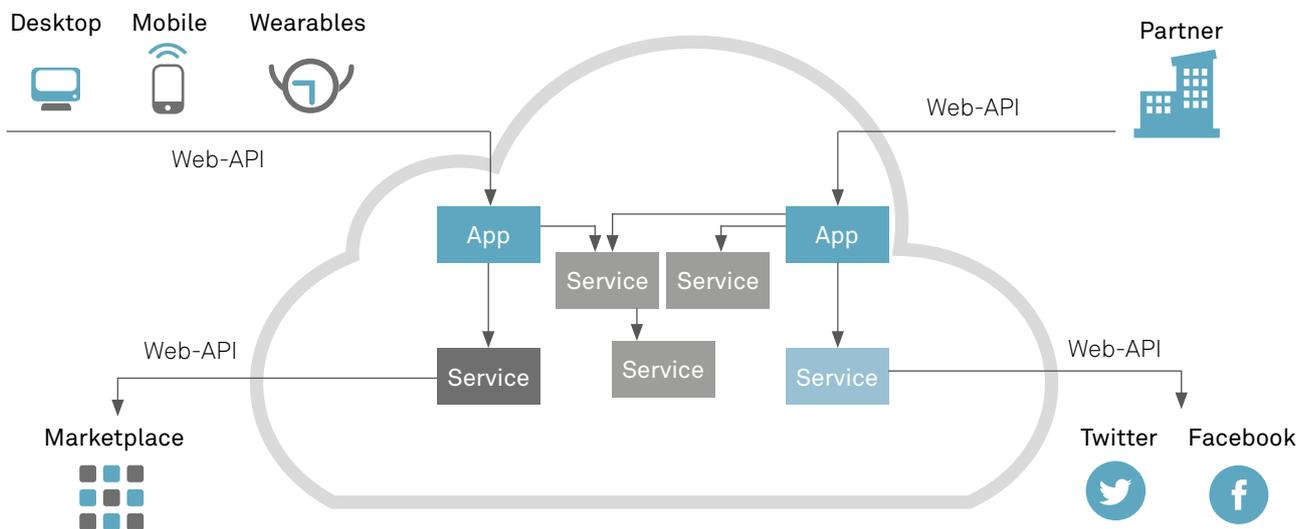 Desktop
Mobile
Wearables
Partner
Web-API
Web-API
App
App
Service
Service
Web-API
Web-API
Service
Service
Service
Marketplace
Twitter
Facebook